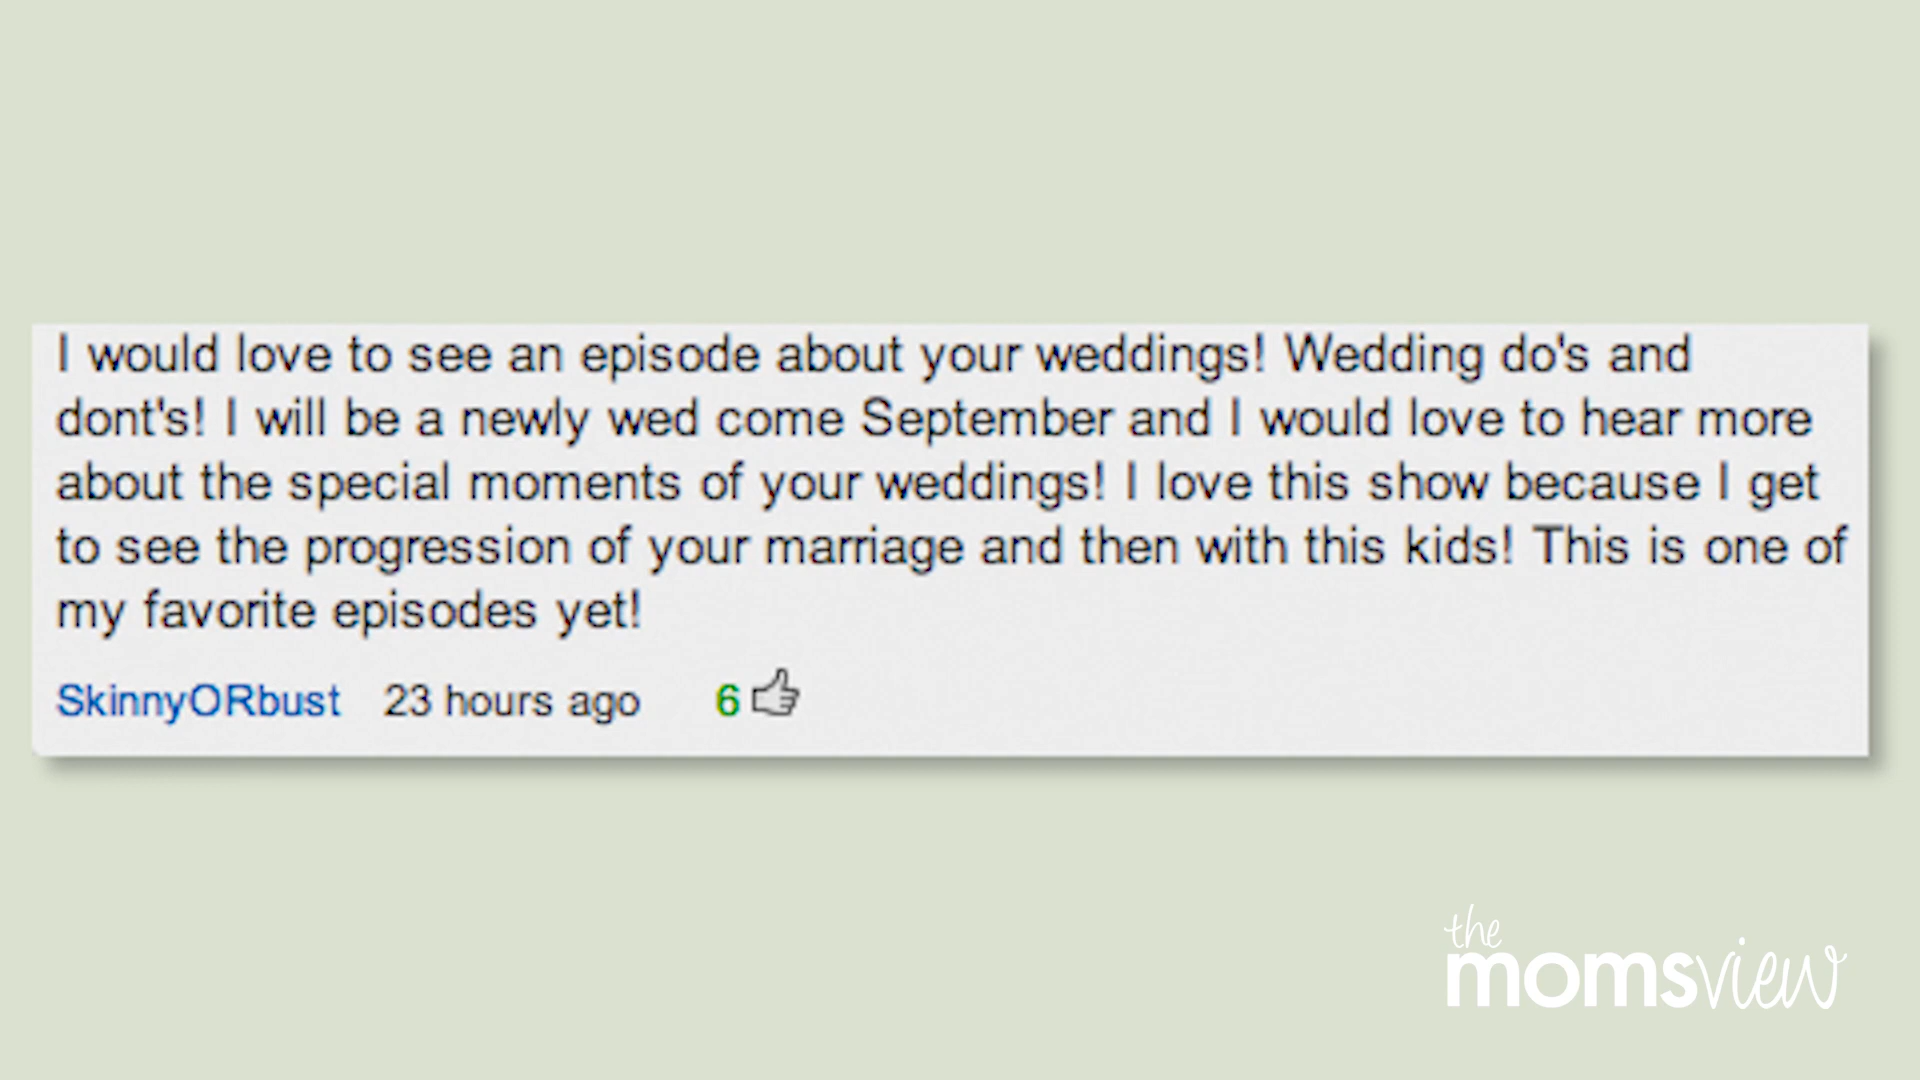 I would love to see an episode about your weddings! Wedding do's and
dont's! I will be a newly wed come September and I would love to hear more
about the special moments of your weddings! I love this show because I get
to see the progression of your marriage and then with this kids! This is one of
my favorite episodes yet!
SkinnyORbust 23 hours ago 6
the
momsview